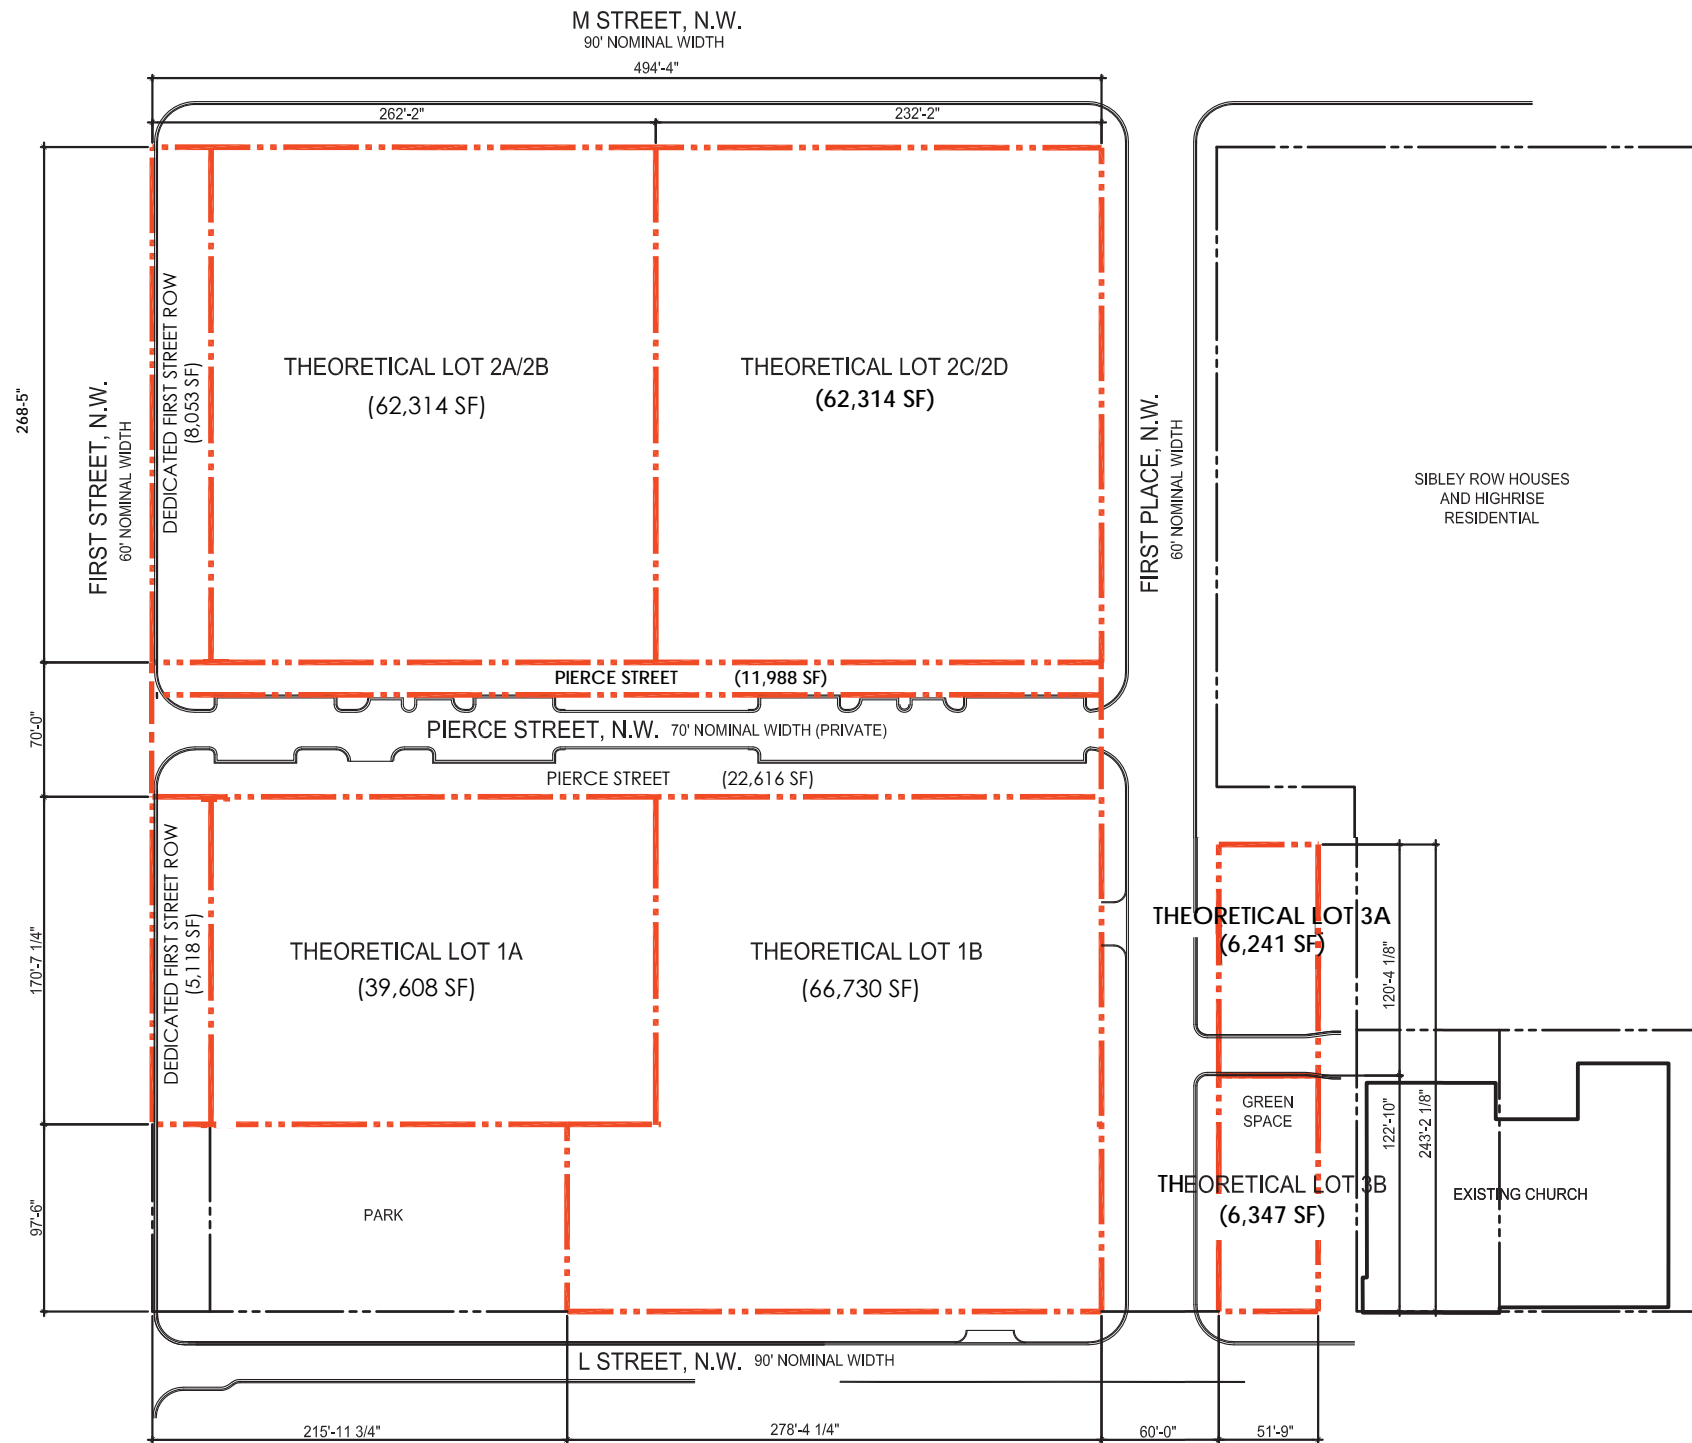 M STREET, N.W.
90' NOMINAL WIDTH
494'-4"
262'-2"
232'-2"
268-5"
FIRST STREET, N.W.
60' NOMINAL WIDTH
DEDICATED FIRST STREET ROW
(8,053 SF)
THEORETICAL LOT 2A/2B
(62,314 SF)
THEORETICAL LOT 2C/2D
(62,314 SF)
FIRST PLACE, N.W.
60' NOMINAL WIDTH
SIBLEY ROW HOUSES
AND HIGHRISE
RESIDENTIAL
PIERCE STREET (11,988 SF)
70'-0"
PIERCE STREET, N.W. 70' NOMINAL WIDTH (PRIVATE)
PIERCE STREET (22,616 SF)
170'-7 1/4"
DEDICATED FIRST STREET ROW
(5,118 SF)
THEORETICAL LOT 1A
(39,608 SF)
THEORETICAL LOT 1B
(66,730 SF)
THEORETICAL LOT 3A
(6,241 SF)
120'-4 1/8"
243'-2 1/8"
122'-10"
GREEN
SPACE
97'-6"
PARK
THEORETICAL LOT 3B
(6,347 SF)
EXISTING CHURCH
L STREET, N.W. 90' NOMINAL WIDTH
215'-11 3/4"
278'-4 1/4"
60'-0"
51'-9"